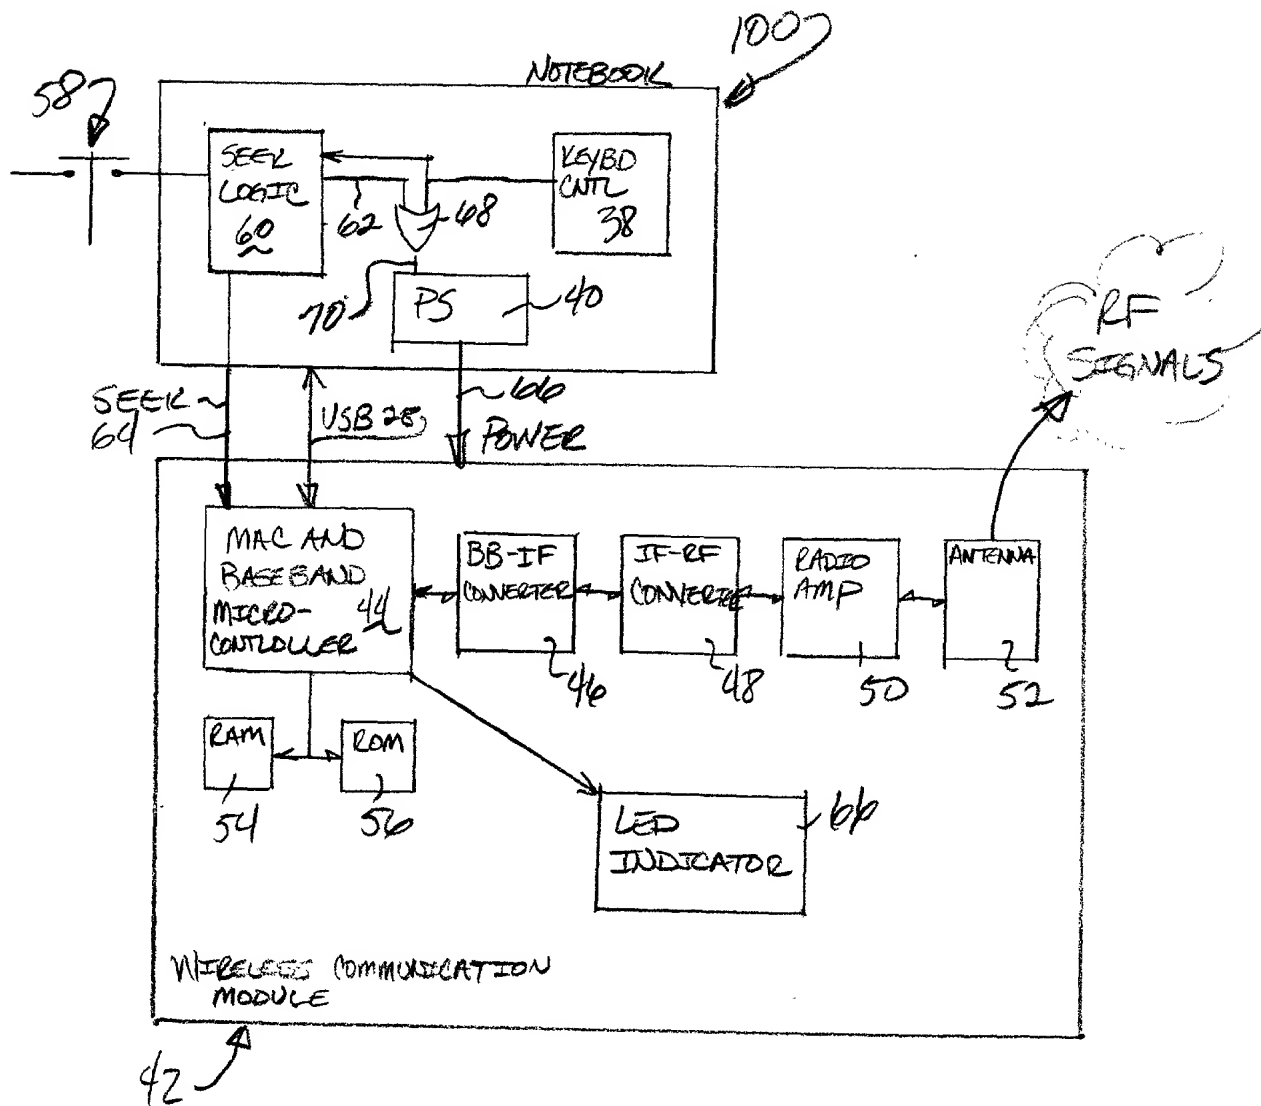 100
NOTEBOOK
58
SEEK
LOGIC
60
62
68
KEYBD
CNTL
38
70
PS
40
SEEK
64
USB 28
66
POWER
RF
SIGNALS
MAC AND
BASEBAND
MICRO-
CONTROLLER 44
BB-IF
CONVERTER
46
IF-RF
CONVERTER
48
RADIO
AMP
50
ANTENNA
52
RAM
54
ROM
56
LED
INDICATOR
66
WIRELESS COMMUNICATION
MODULE
42